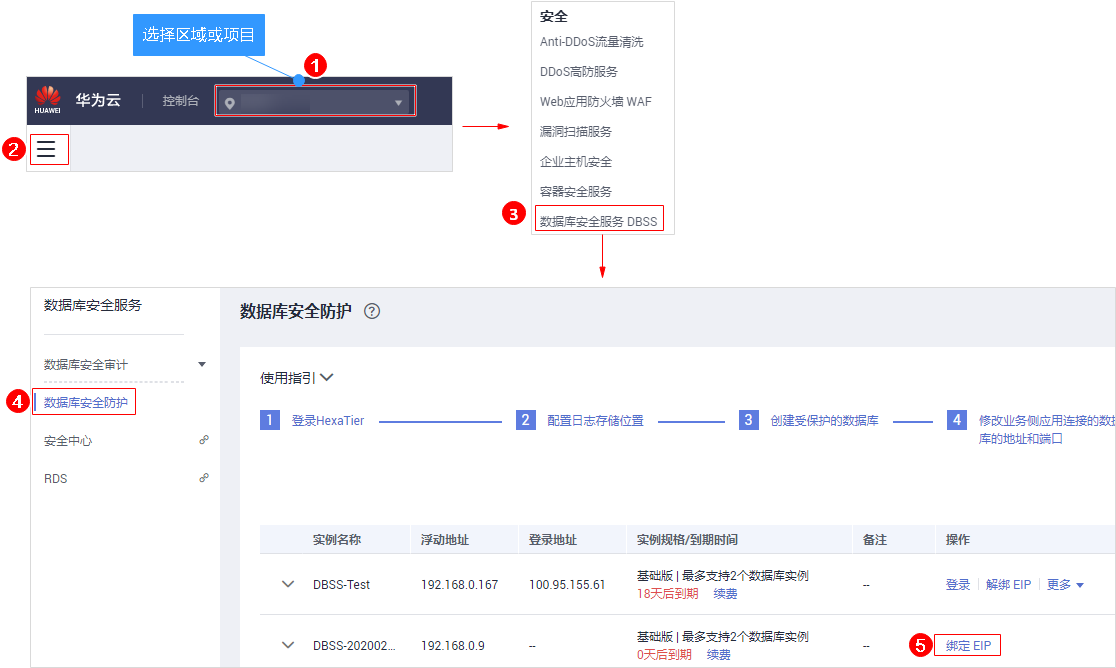 选择区域或项目
1
HUAWEI 华为云 控制台
2
安全
Anti-DDoS流量清洗
DDoS高防服务
Web应用防火墙 WAF
漏洞扫描服务
企业主机安全
容器安全服务
3 数据库安全服务 DBSS
数据库安全服务
数据库安全审计
4 数据库安全防护
安全中心
RDS
数据库安全防护 ?
使用指引
1 登录HexaTier
2 配置日志存储位置
3 创建受保护的数据库
4 修改业务侧应用连接的数据
库的地址和端口
实例名称 浮动地址 登录地址 实例规格/到期时间 备注 操作
DBSS-Test 192.168.0.167 100.95.155.61 基础版 | 最多支持2个数据库实例 -- 登录 解绑 EIP 更多
18天后到期 续费
DBSS-202002... 192.168.0.9 -- 基础版 | 最多支持2个数据库实例 -- 5 绑定 EIP
0天后到期 续费